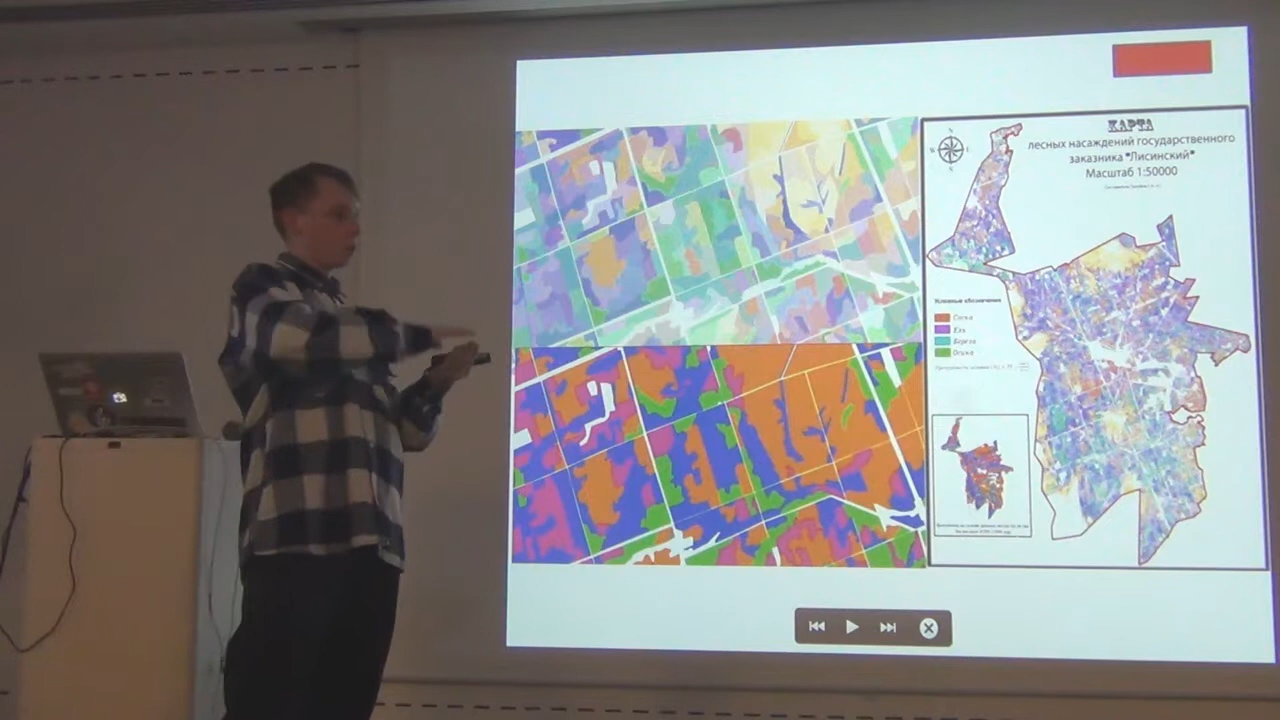 КАРТА
лесных насаждений государственного
заказника "Лисинский"
Масштаб 1:50000
N
W
E
S
Условные обозначения
Сосна
Ель
Береза
Осина